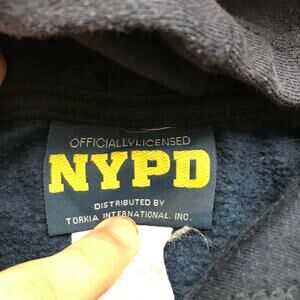 OFFICIALLY LICENSED
NYPD
DISTRIBUTED BY
TORKIA INTERNATIONAL, INC.